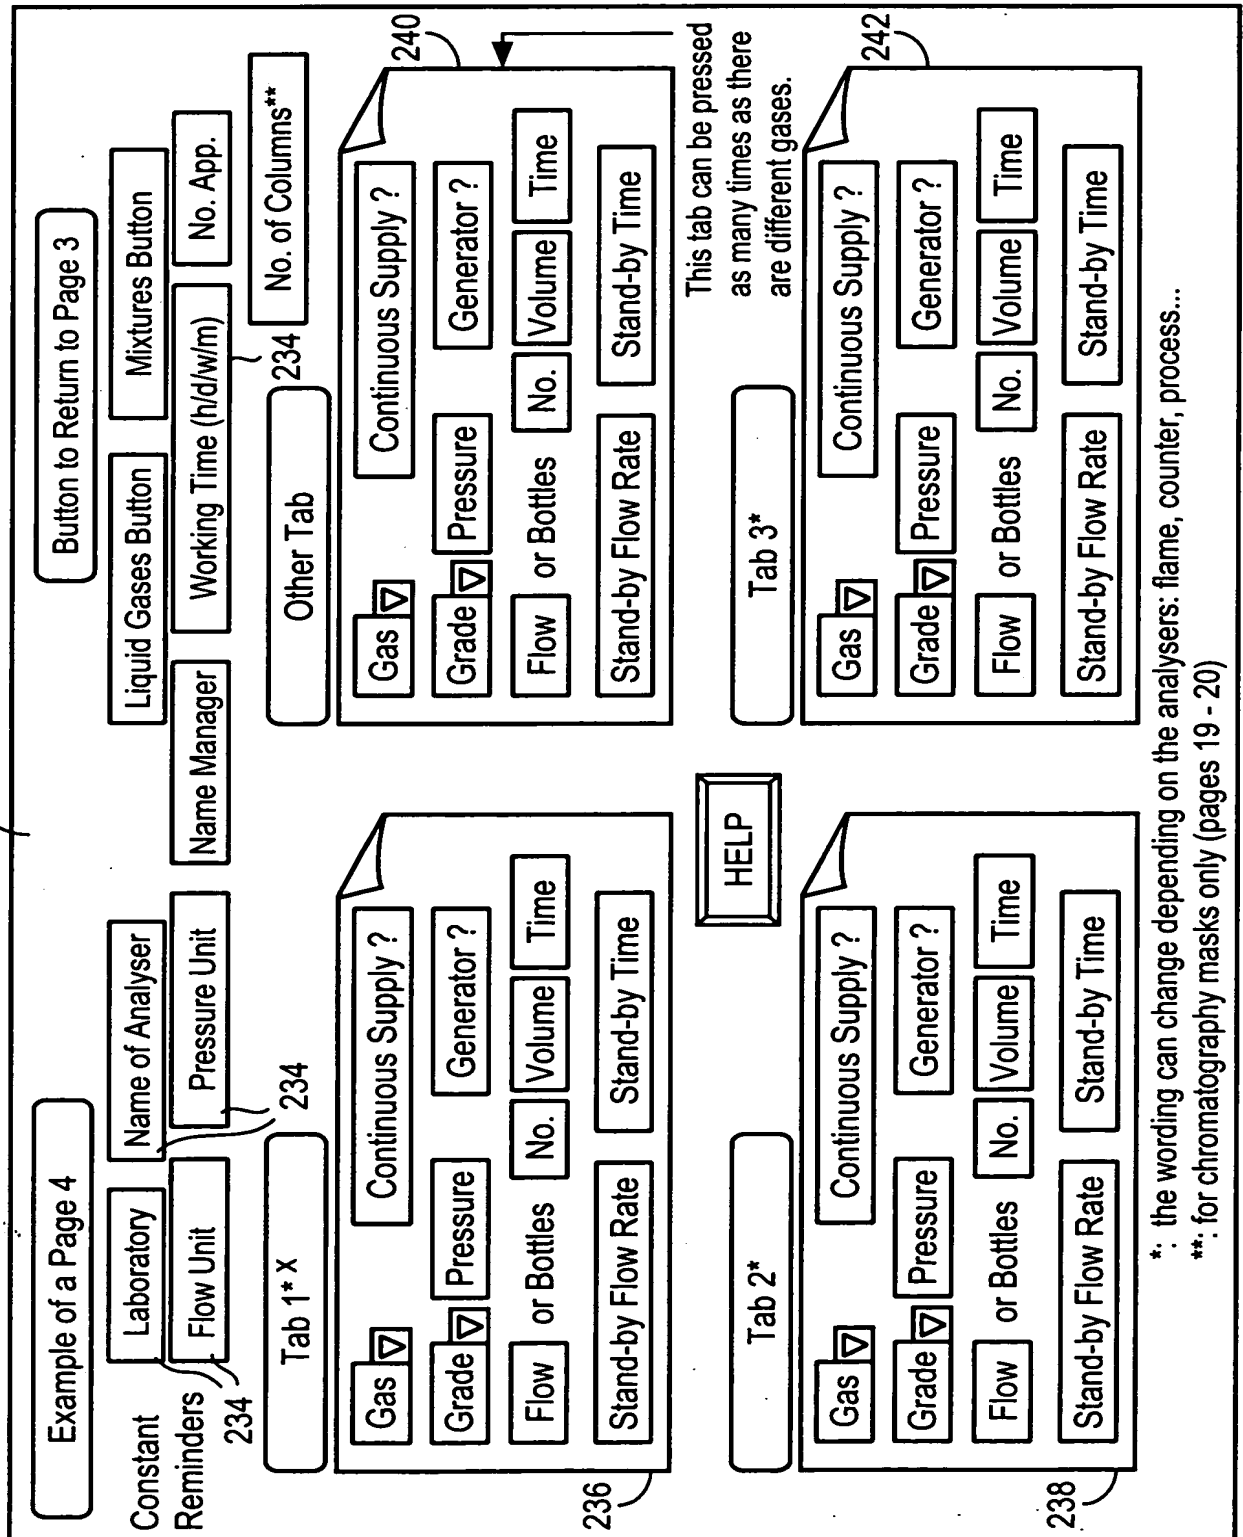 Example of a Page 4
Button to Return to Page 3
Constant
Reminders
Laboratory
Name of Analyser
Liquid Gases Button
Mixtures Button
Flow Unit
Pressure Unit
Name Manager
Working Time (h/d/w/m)
No. App.
234
234
234
No. of Columns**
Tab 1* X
Continuous Supply ?
Gas
Grade
Pressure
Generator ?
Flow
or Bottles
No.
Volume
Time
Stand-by Flow Rate
Stand-by Time
236
Other Tab
240
Continuous Supply ?
Gas
Grade
Pressure
Generator ?
Flow
or Bottles
No.
Volume
Time
Stand-by Flow Rate
Stand-by Time
This tab can be pressed
as many times as there
are different gases.
HELP
Tab 2*
Continuous Supply ?
Gas
Grade
Pressure
Generator ?
Flow
or Bottles
No.
Volume
Time
Stand-by Flow Rate
Stand-by Time
238
Tab 3*
242
Continuous Supply ?
Gas
Grade
Pressure
Generator ?
Flow
or Bottles
No.
Volume
Time
Stand-by Flow Rate
Stand-by Time
*: the wording can change depending on the analysers: flame, counter, process...
**: for chromatography masks only (pages 19 - 20)